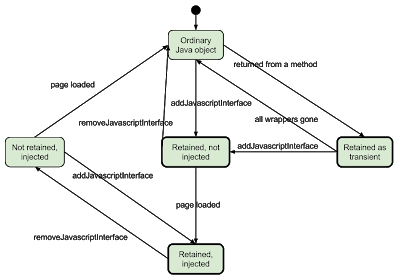 Ordinary
Java object
returned from a method
page loaded
addJavascriptInterface
removeJavascriptInterface
all wrappers gone
Not retained,
injected
Retained, not
injected
addJavascriptInterface
Retained as
transient
addJavascriptInterface
page loaded
removeJavascriptInterface
Retained,
injected